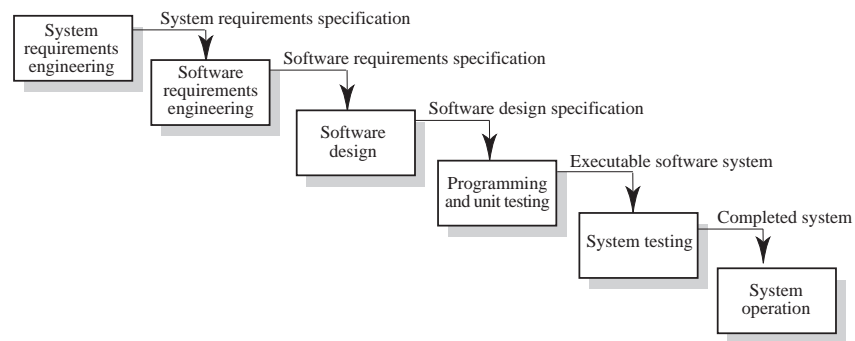 System requirements specification
System
requirements
engineering
Software requirements specification
Software
requirements
engineering
Software design specification
Software
design
Executable software system
Programming
and unit testing
Completed system
System testing
System
operation